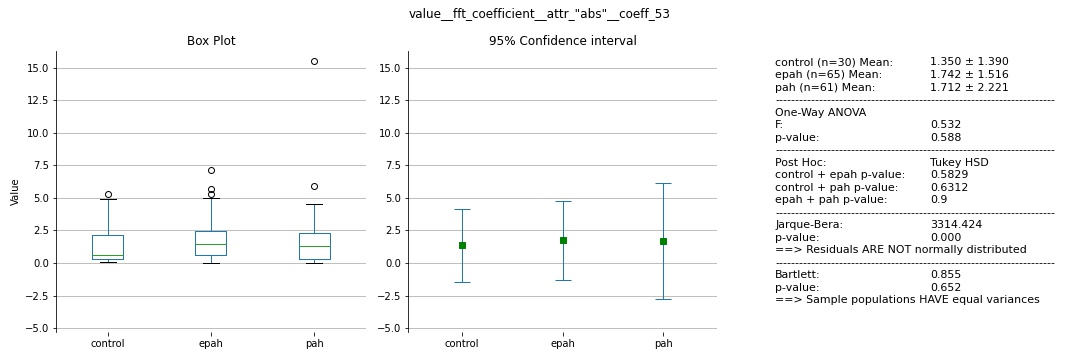 value__fft_coefficient__attr_"abs"__coeff_53
Box Plot
Value
15.0
12.5
10.0
7.5
5.0
2.5
0.0
−2.5
−5.0
control epah pah
95% Confidence interval
15.0
12.5
10.0
7.5
5.0
2.5
0.0
−2.5
−5.0
control epah pah
control (n=30) Mean: 1.350 ± 1.390
epah (n=65) Mean: 1.742 ± 1.516
pah (n=61) Mean: 1.712 ± 2.221
One-Way ANOVA
F: 0.532
p-value: 0.588
Post Hoc: Tukey HSD
control + epah p-value: 0.5829
control + pah p-value: 0.6312
epah + pah p-value: 0.9
Jarque-Bera: 3314.424
p-value: 0.000
==> Residuals ARE NOT normally distributed
Bartlett: 0.855
p-value: 0.652
==> Sample populations HAVE equal variances